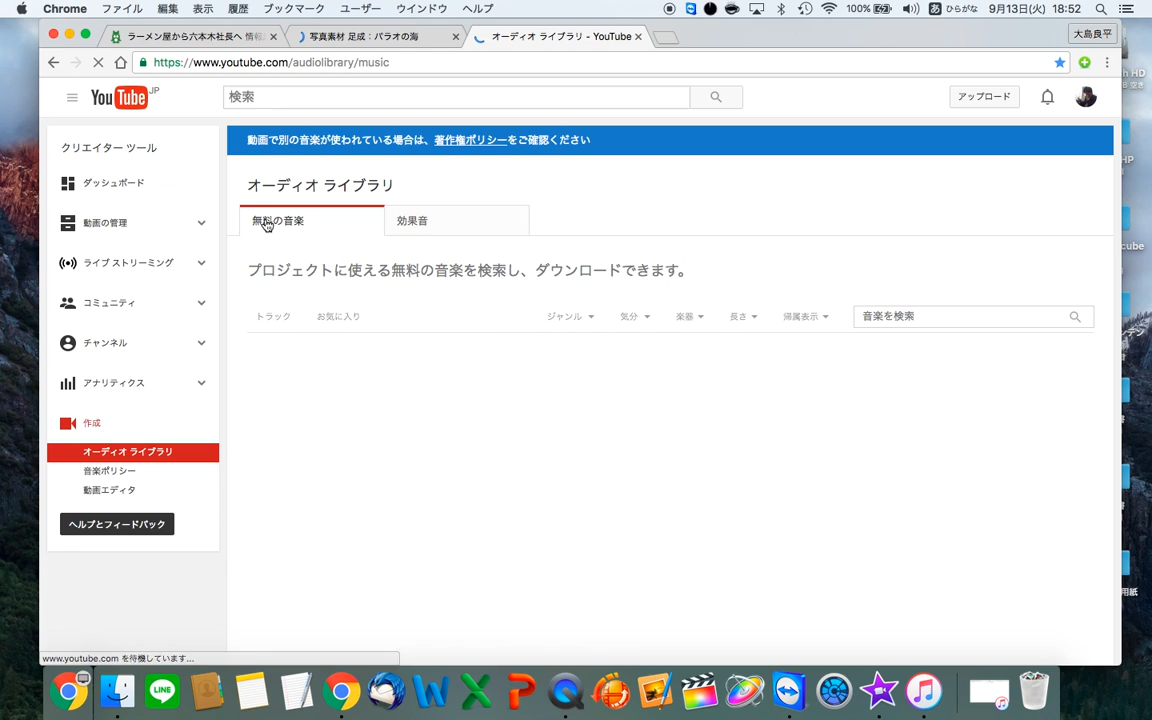 Chrome ファイル 編集 表示 履歴 ブックマーク ユーザー ウインドウ ヘルプ 100% あ ひらがな 9月13日(火) 18:52
ラーメン屋から六本木社長へ 情報 写真素材 足成：パラオの海 オーディオ ライブラリ - YouTube 大島良平
https://www.youtube.com/audiolibrary/music
YouTube JP 検索 アップロード
クリエイター ツール
ダッシュボード
動画の管理
ライブ ストリーミング
コミュニティ
チャンネル
アナリティクス
作成
オーディオ ライブラリ
音楽ポリシー
動画エディタ
ヘルプとフィードバック
動画で別の音楽が使われている場合は、著作権ポリシーをご確認ください
オーディオ ライブラリ
無料の音楽 効果音
プロジェクトに使える無料の音楽を検索し、ダウンロードできます。
トラック お気に入り ジャンル 気分 楽器 長さ 帰属表示 音楽を検索
www.youtube.com を待機しています...
LINE
HD
HP
cube
用紙